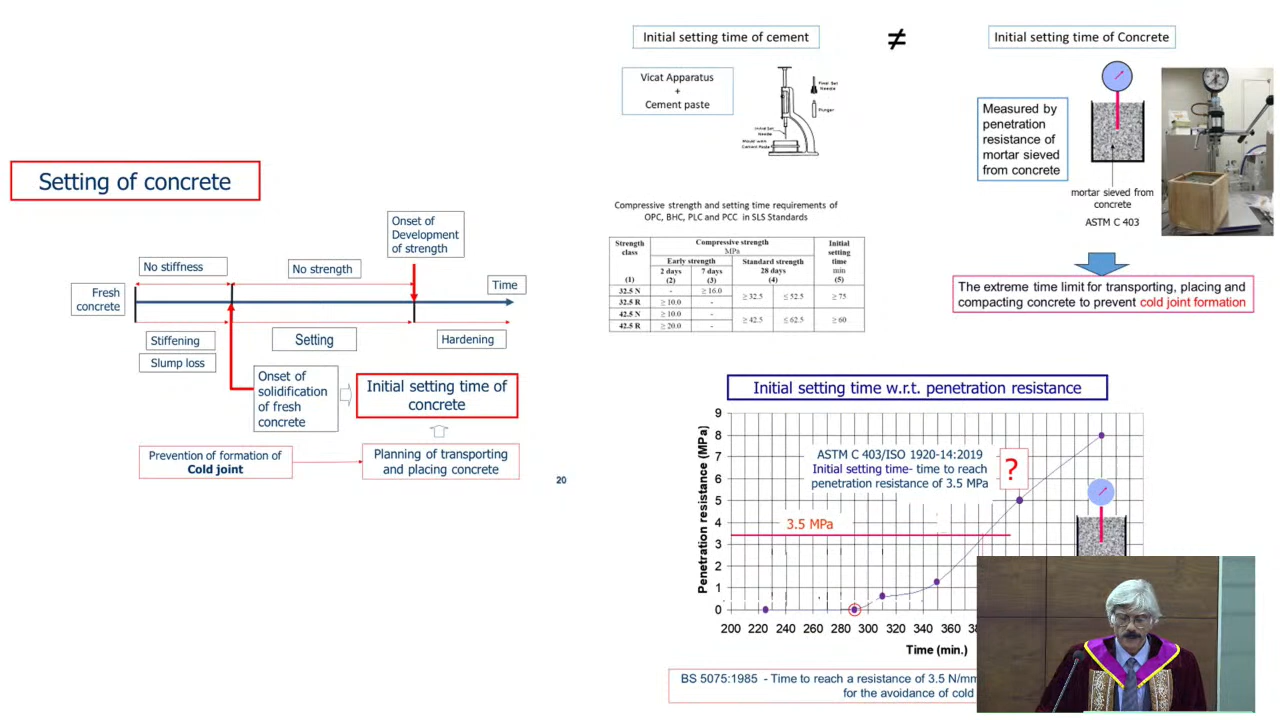 Setting of concrete
Onset of
Development
of strength
No stiffness
No strength
Time
Fresh
concrete
Stiffening
Setting
Hardening
Slump loss
Onset of
solidification
of fresh
concrete
Initial setting time of
concrete
Prevention of formation of
Cold joint
Planning of transporting
and placing concrete
20
Initial setting time of cement
≠
Initial setting time of Concrete
Vicat Apparatus
+
Cement paste
Final Set
Needle
Plunger
Initial Set
Needle
Mould with
Cement Paste
Measured by
penetration
resistance of
mortar sieved
from concrete
mortar sieved from
concrete
ASTM C 403
The extreme time limit for transporting, placing and
compacting concrete to prevent cold joint formation
Compressive strength and setting time requirements of
OPC, BHC, PLC and PCC in SLS Standards
Strength class (1) Compressive strength MPa Initial setting time min (5)
Early strength Standard strength 28 days (4)
2 days (2) 7 days (3)
32.5 N - ≥ 16.0 ≥ 32.5 ≤ 52.5 ≥ 75
32.5 R ≥ 10.0 -
42.5 N ≥ 10.0 - ≥ 42.5 ≤ 62.5 ≥ 60
42.5 R ≥ 20.0 -
Initial setting time w.r.t. penetration resistance
Penetration resistance (MPa)
9
8
7
6
5
4
3
2
1
0
ASTM C 403/ISO 1920-14:2019
Initial setting time- time to reach
penetration resistance of 3.5 MPa
?
3.5 MPa
200 220 240 260 280 300 320 340 360
Time (min.)
BS 5075:1985 - Time to reach a resistance of 3.5 N/mm
for the avoidance of cold